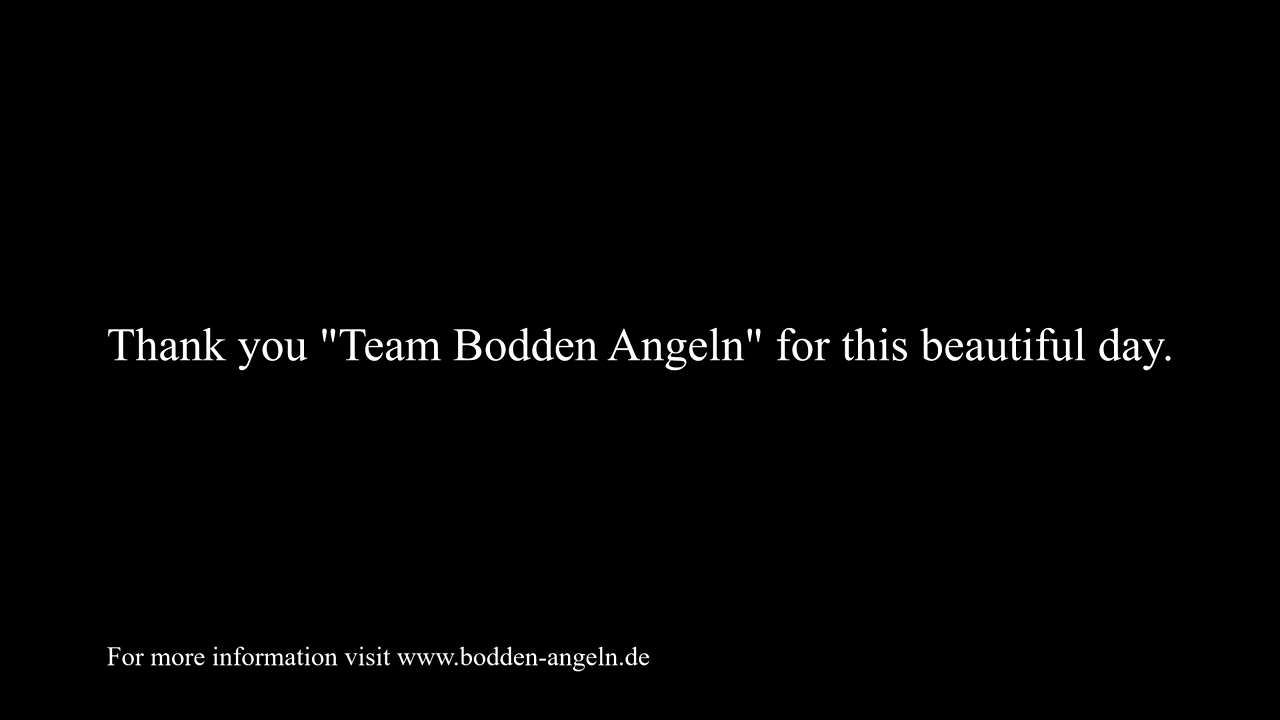 Thank you "Team Bodden Angeln" for this beautiful day.
For more information visit www.bodden-angeln.de